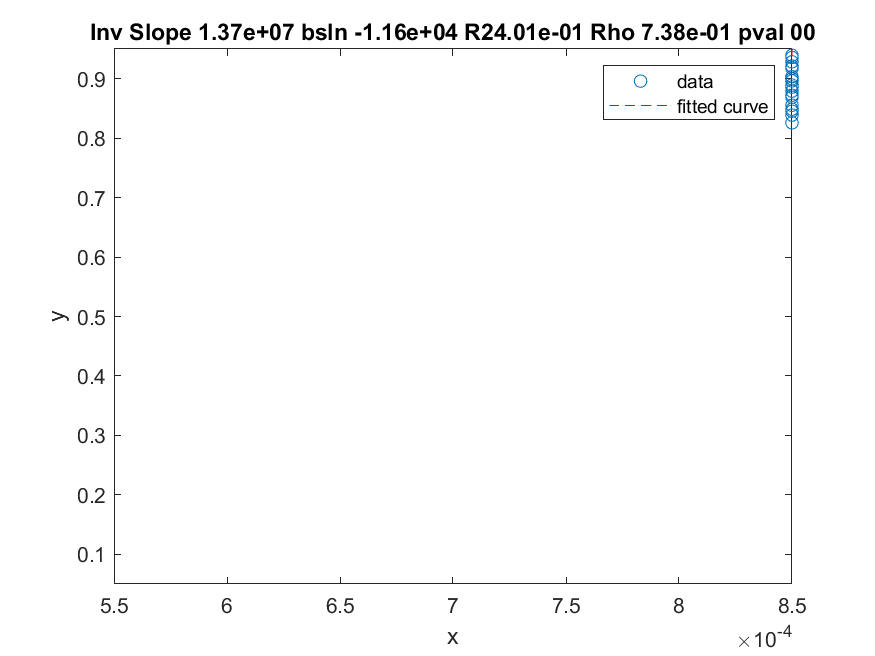 Inv Slope 1.37e+07 bsln -1.16e+04 R24.01e-01 Rho 7.38e-01 pval 00
data
fitted curve
0.9
0.8
0.7
0.6
0.5
0.4
0.3
0.2
0.1
y
5.5 6 6.5 7 7.5 8 8.5
x
×10-4